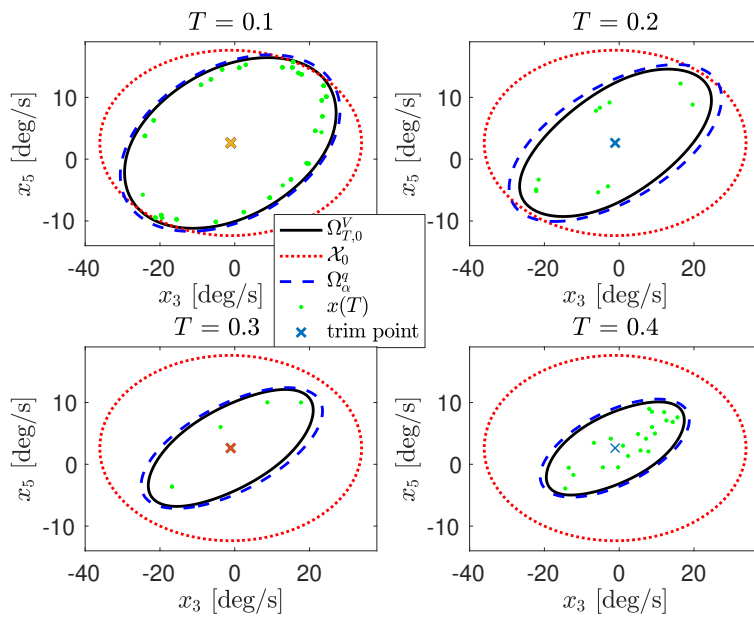 T = 0.1
T = 0.2
x₅ [deg/s]
10
0
-10
-40
-20
0
20
x₃ [deg/s]
x₅ [deg/s]
10
0
-10
-40
-20
0
20
x₃ [deg/s]
Ω^V_{T,0}
𝒳₀
Ω^q_α
x(T)
trim point
T = 0.3
T = 0.4
x₅ [deg/s]
10
0
-10
-40
-20
0
20
x₃ [deg/s]
x₅ [deg/s]
10
0
-10
-40
-20
0
20
x₃ [deg/s]